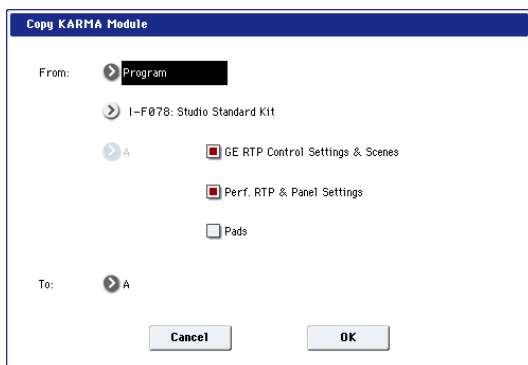 Copy KARMA Module
From: Program
I-F078: Studio Standard Kit
A GE RTP Control Settings & Scenes
Perf. RTP & Panel Settings
Pads
To: A
Cancel OK